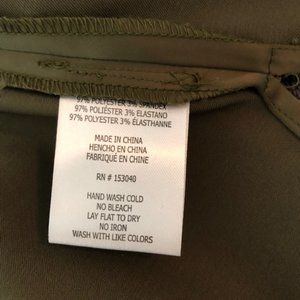 97% POLYESTER 3% SPANDEX
97% POLIÉSTER 3% ELASTANO
97% POLYESTER 3% ÉLASTHANNE
MADE IN CHINA
HENCHO EN CHINA
FABRIQUÉ EN CHINE
RN # 153040
HAND WASH COLD
NO BLEACH
LAY FLAT TO DRY
NO IRON
WASH WITH LIKE COLORS